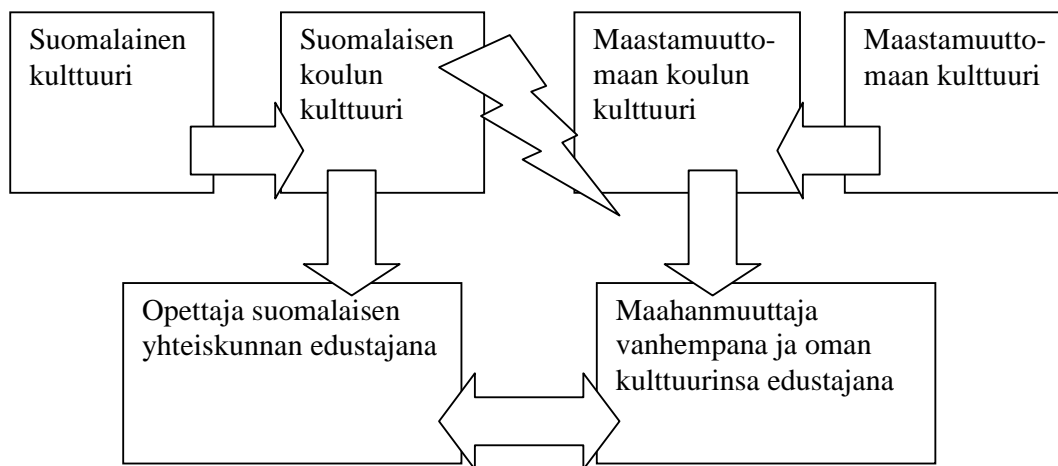 Suomalainen
kulttuuri
Suomalaisen
koulun
kulttuuri
Maastamuutto-
maan koulun
kulttuuri
Maastamuutto-
maan kulttuuri
Opettaja suomalaisen
yhteiskunnan edustajana
Maahanmuuttaja
vanhempana ja oman
kulttuurinsa edustajana